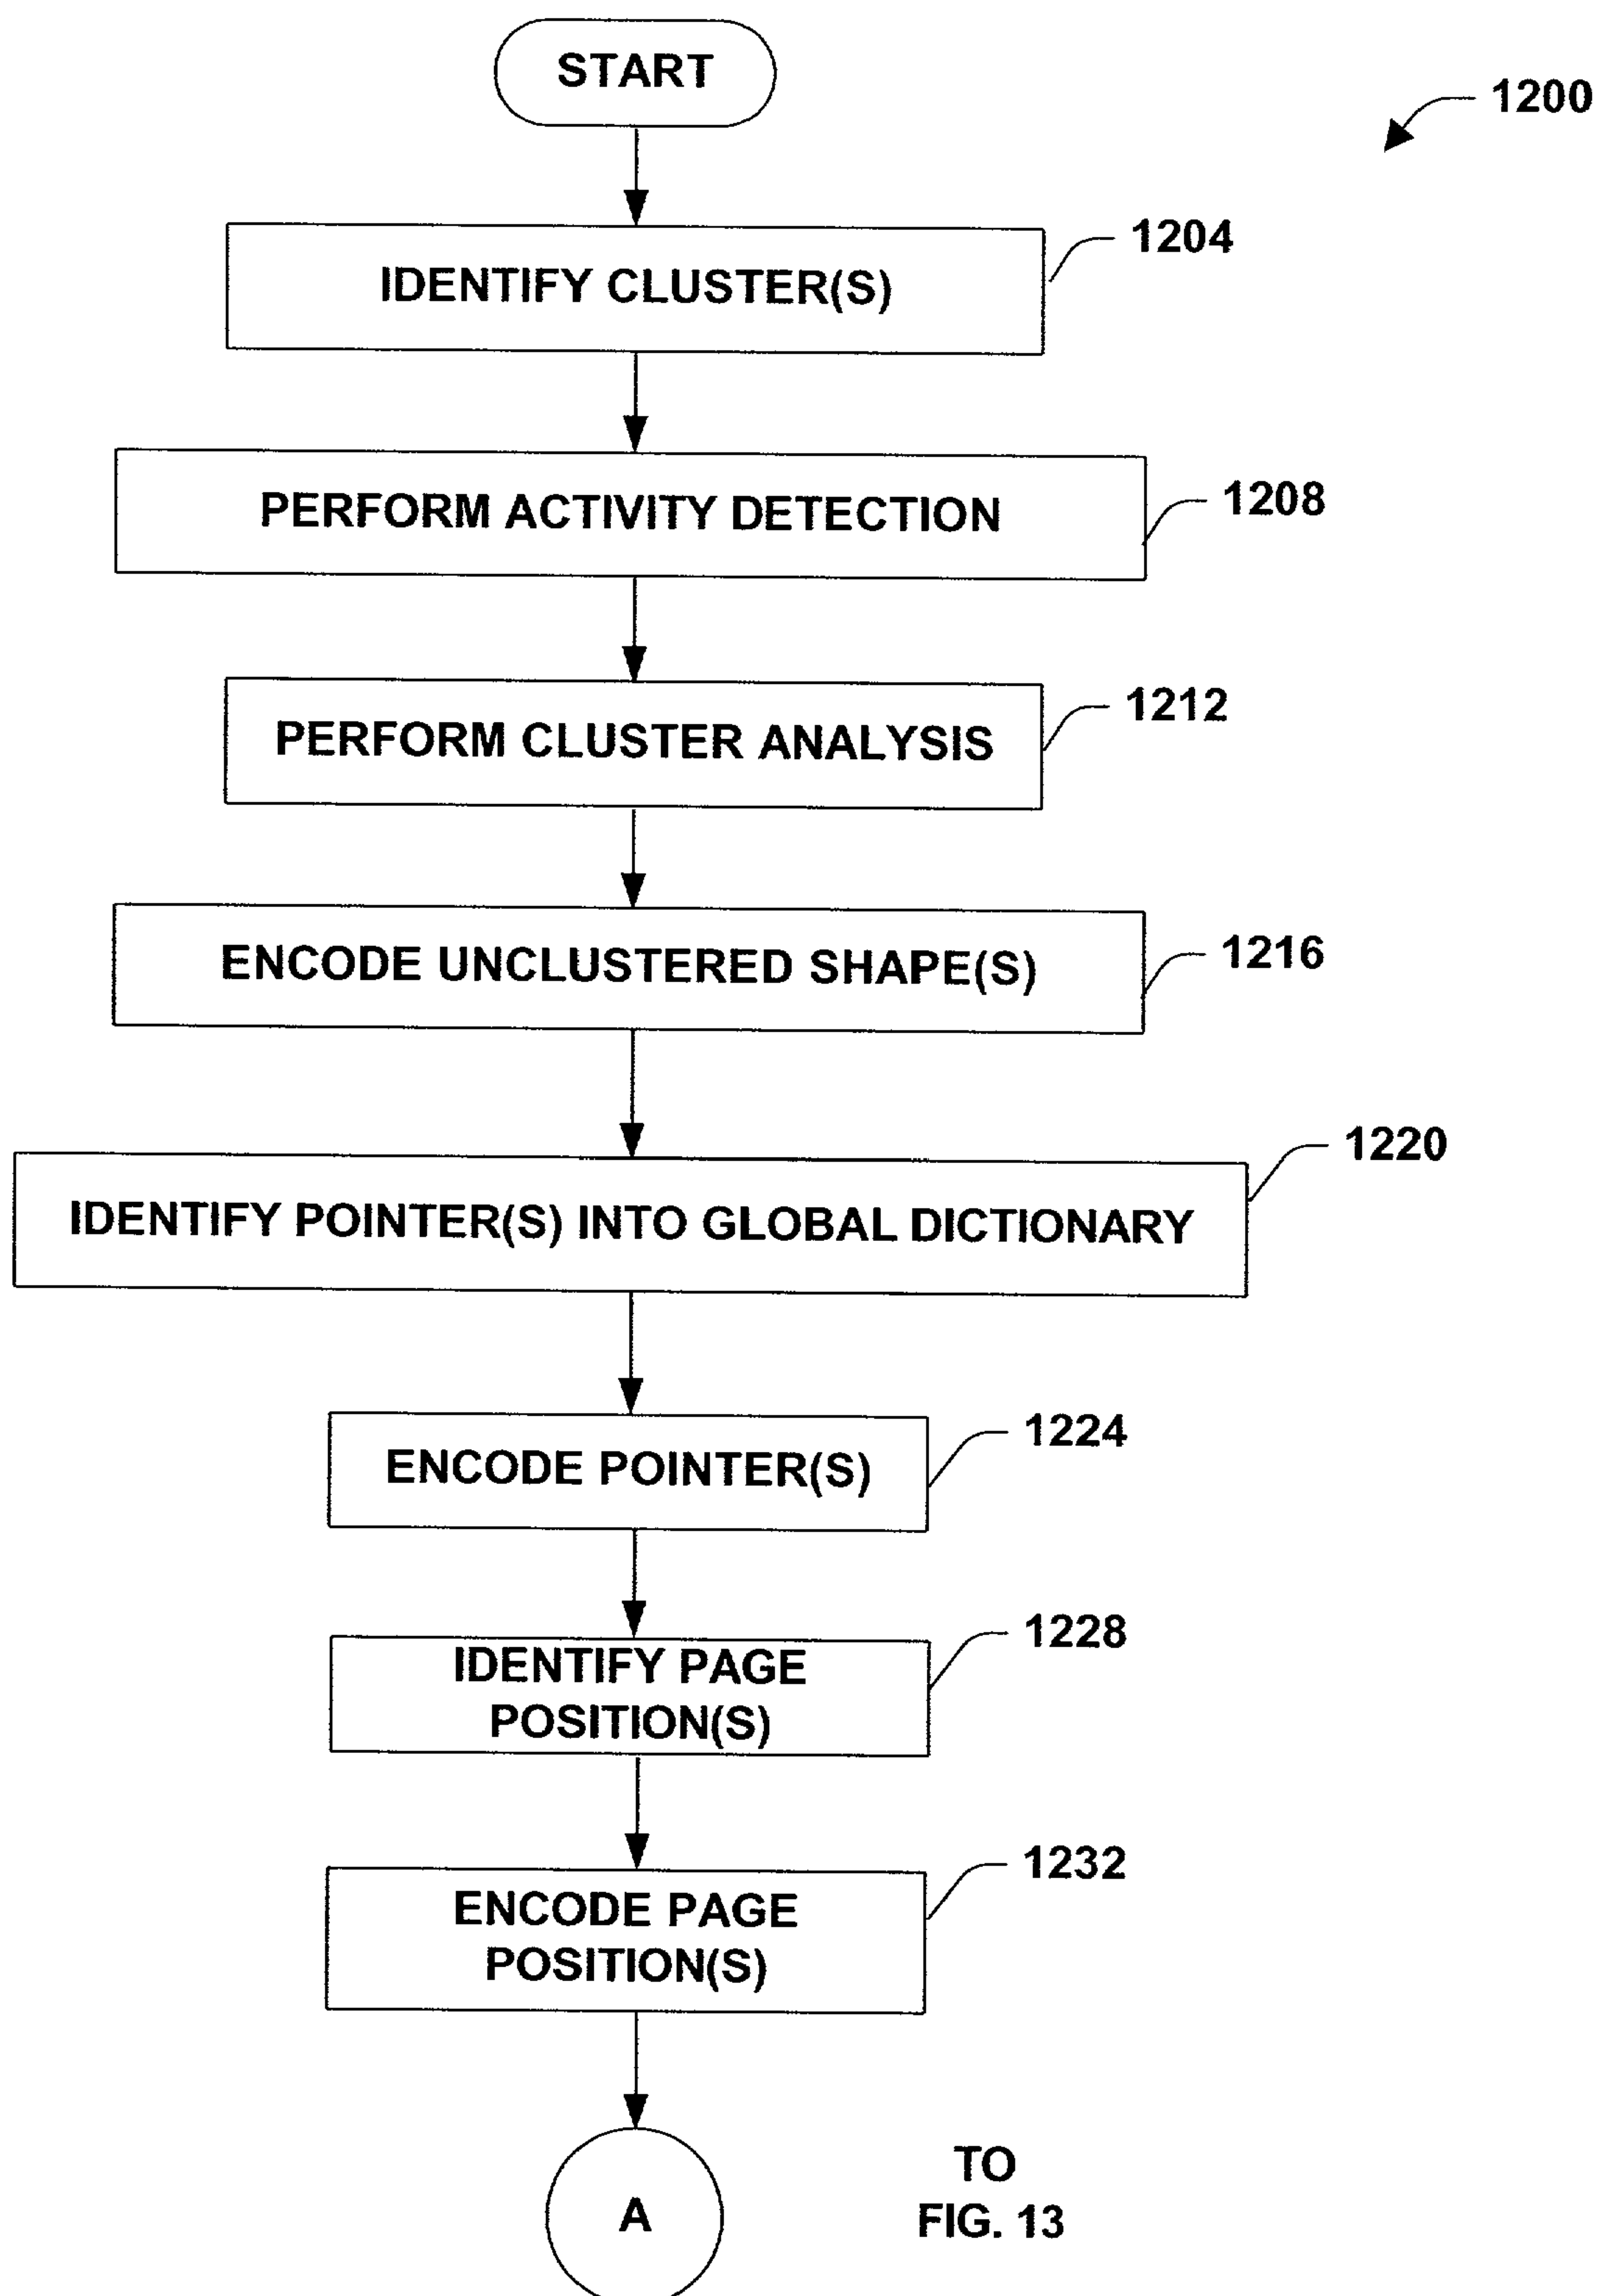 START
1200
IDENTIFY CLUSTER(S)
1204
PERFORM ACTIVITY DETECTION
1208
PERFORM CLUSTER ANALYSIS
1212
ENCODE UNCLUSTERED SHAPE(S)
1216
IDENTIFY POINTER(S) INTO GLOBAL DICTIONARY
1220
ENCODE POINTER(S)
1224
IDENTIFY PAGE
POSITION(S)
1228
ENCODE PAGE
POSITION(S)
1232
A
TO
FIG. 13